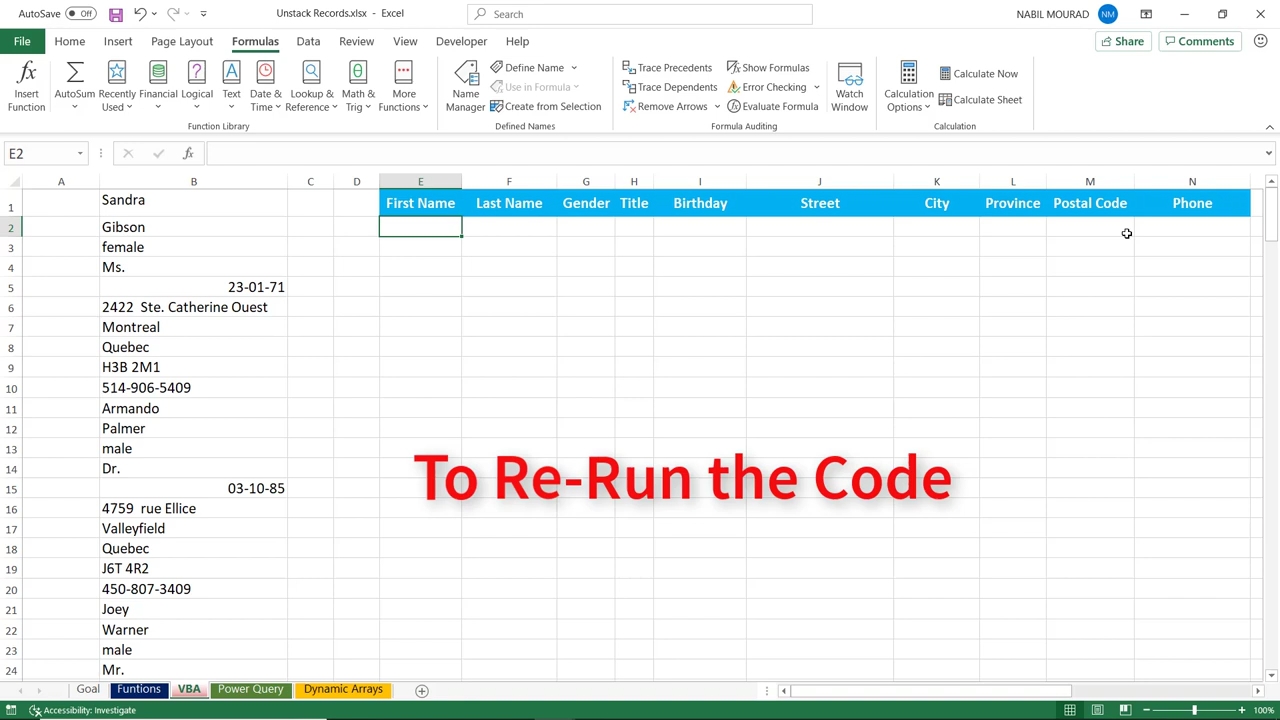 AutoSave Off
Unstack Records.xlsx - Excel
Search
NABIL MOURAD NM
File Home Insert Page Layout Formulas Data Review View Developer Help
Share Comments
Insert Function
AutoSum
Recently Used
Financial
Logical
Text
Date & Time
Lookup & Reference
Math & Trig
More Functions
Function Library
Name Manager
Define Name
Use in Formula
Create from Selection
Defined Names
Trace Precedents
Trace Dependents
Remove Arrows
Show Formulas
Error Checking
Evaluate Formula
Formula Auditing
Watch Window
Calculation Options
Calculate Now
Calculate Sheet
Calculation
E2
fx
A B C D E F G H I J K L M N
1 Sandra First Name Last Name Gender Title Birthday Street City Province Postal Code Phone
2 Gibson
3 female
4 Ms.
5 23-01-71
6 2422 Ste. Catherine Ouest
7 Montreal
8 Quebec
9 H3B 2M1
10 514-906-5409
11 Armando
12 Palmer
13 male
14 Dr.
15 03-10-85
16 4759 rue Ellice
17 Valleyfield
18 Quebec
19 J6T 4R2
20 450-807-3409
21 Joey
22 Warner
23 male
24 Mr.
To Re-Run the Code
Goal Funtions VBA Power Query Dynamic Arrays
Accessibility: Investigate
100%